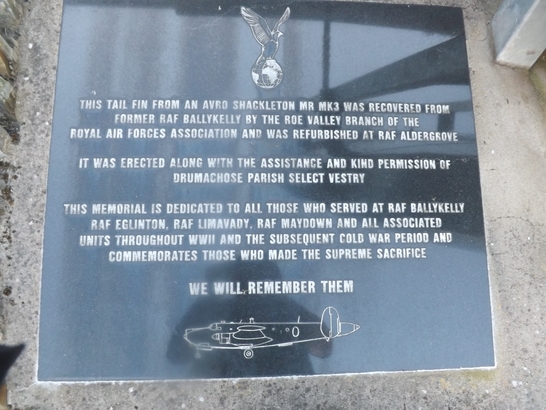 THIS TAIL FIN FROM AN AVRO SHACKLETON MR MK3 WAS RECOVERED FROM
FORMER RAF BALLYKELLY BY THE ROE VALLEY BRANCH OF THE
ROYAL AIR FORCES ASSOCIATION AND WAS REFURBISHED AT RAF ALDERGROVE
IT WAS ERECTED ALONG WITH THE ASSISTANCE AND KIND PERMISSION OF
DRUMACHOSE PARISH SELECT VESTRY
THIS MEMORIAL IS DEDICATED TO ALL THOSE WHO SERVED AT RAF BALLYKELLY
RAF EGLINTON, RAF LIMAVADY, RAF MAYDOWN AND ALL ASSOCIATED
UNITS THROUGHOUT WWII AND THE SUBSEQUENT COLD WAR PERIOD AND
COMMEMORATES THOSE WHO MADE THE SUPREME SACRIFICE
WE WILL REMEMBER THEM